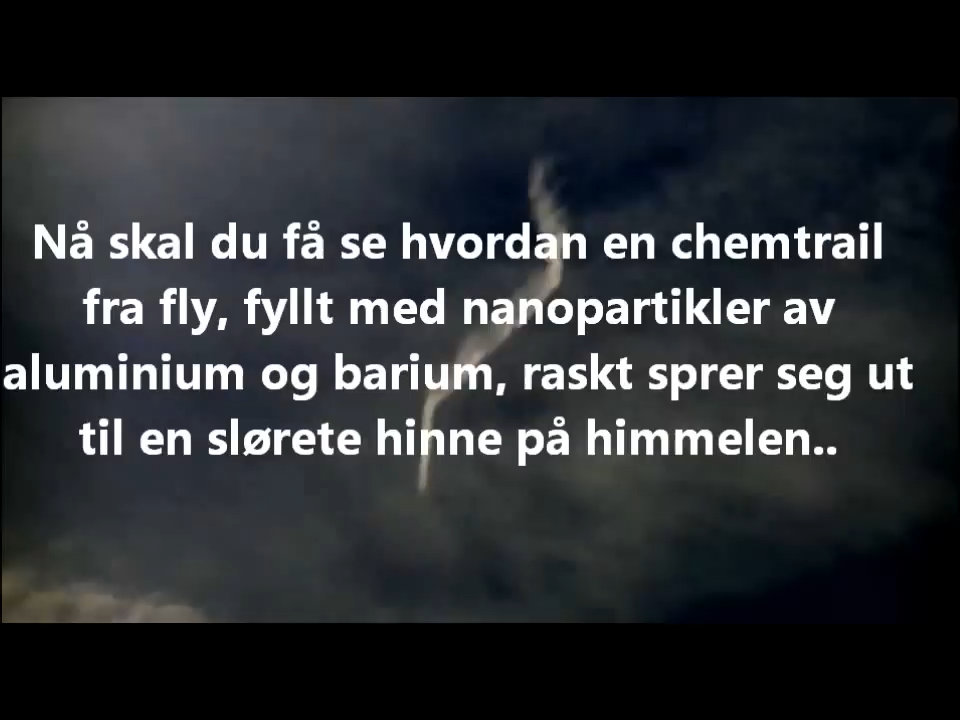 Nå skal du få se hvordan en chemtrail
fra fly, fyllt med nanopartikler av
aluminium og barium, raskt sprer seg ut
til en slørete hinne på himmelen..